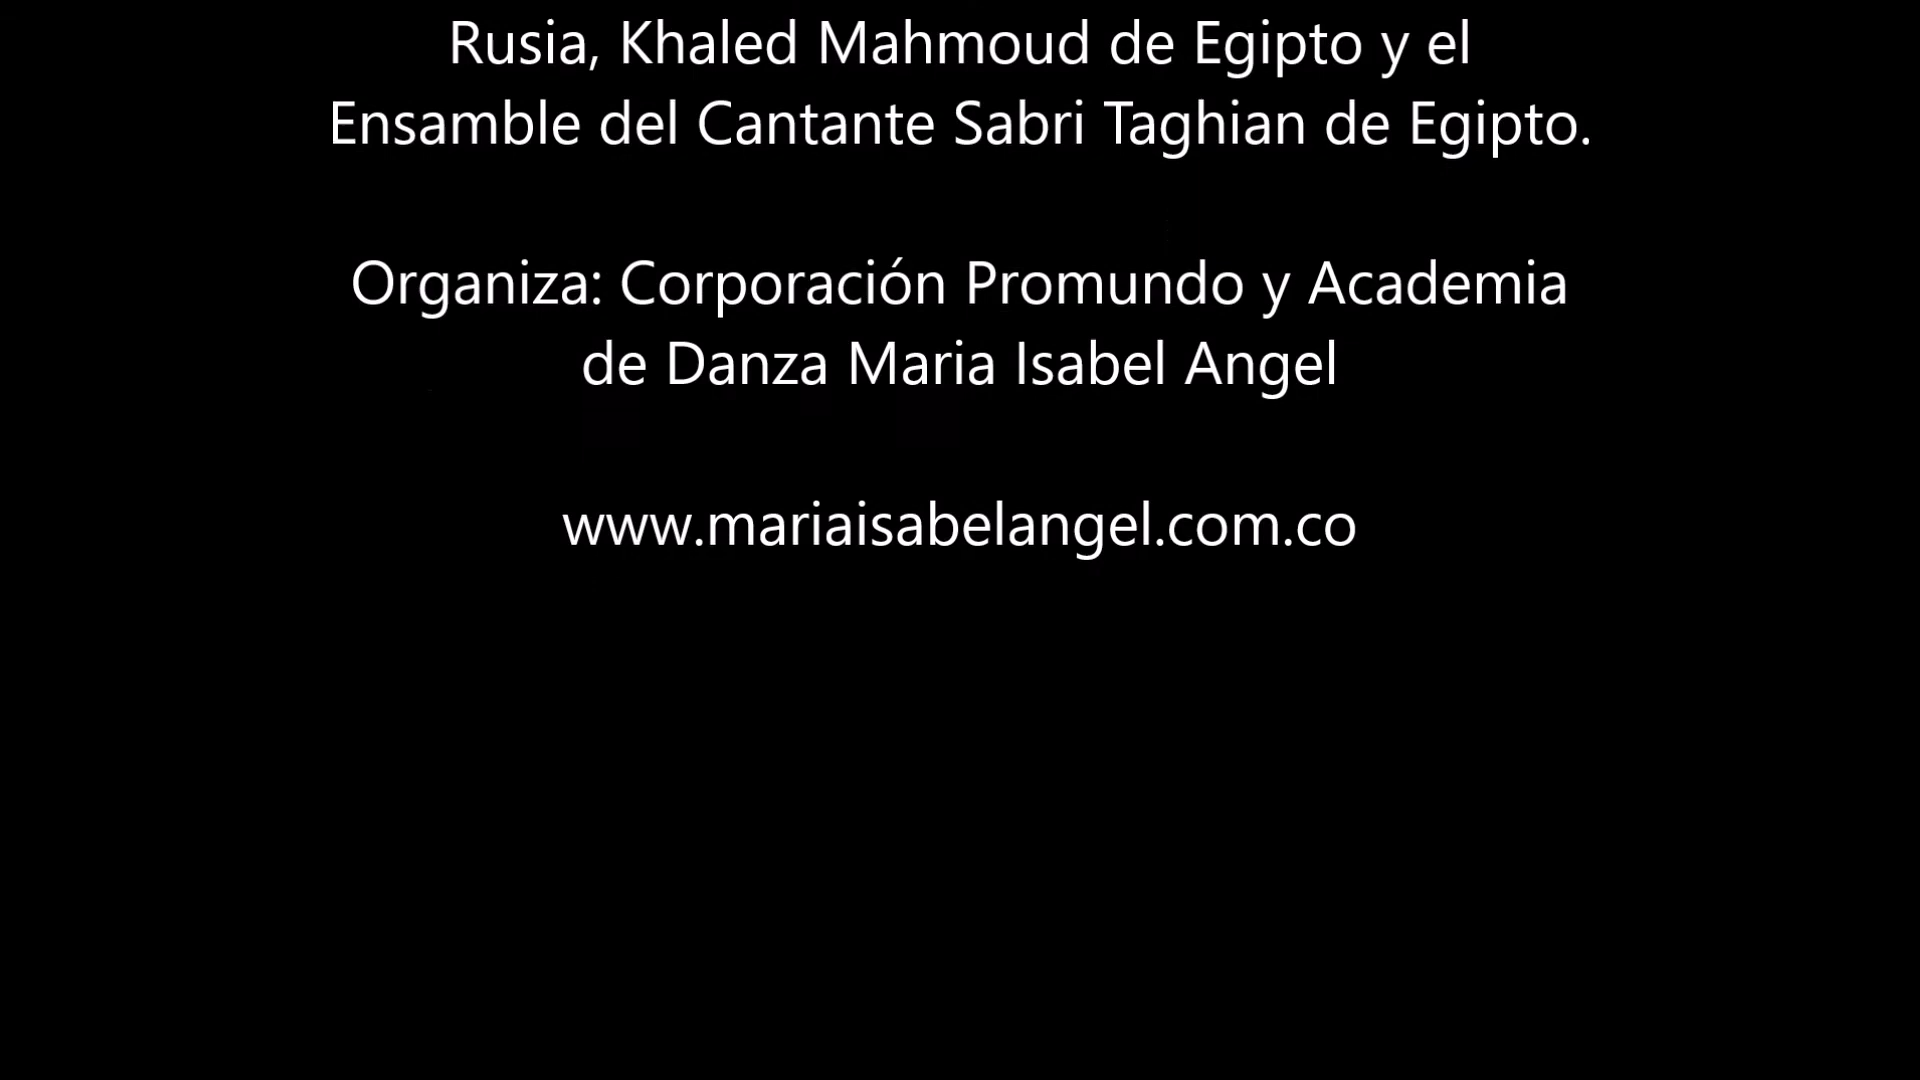 Rusia, Khaled Mahmoud de Egipto y el
Ensamble del Cantante Sabri Taghian de Egipto.
Organiza: Corporación Promundo y Academia
de Danza Maria Isabel Angel
www.mariaisabelangel.com.co